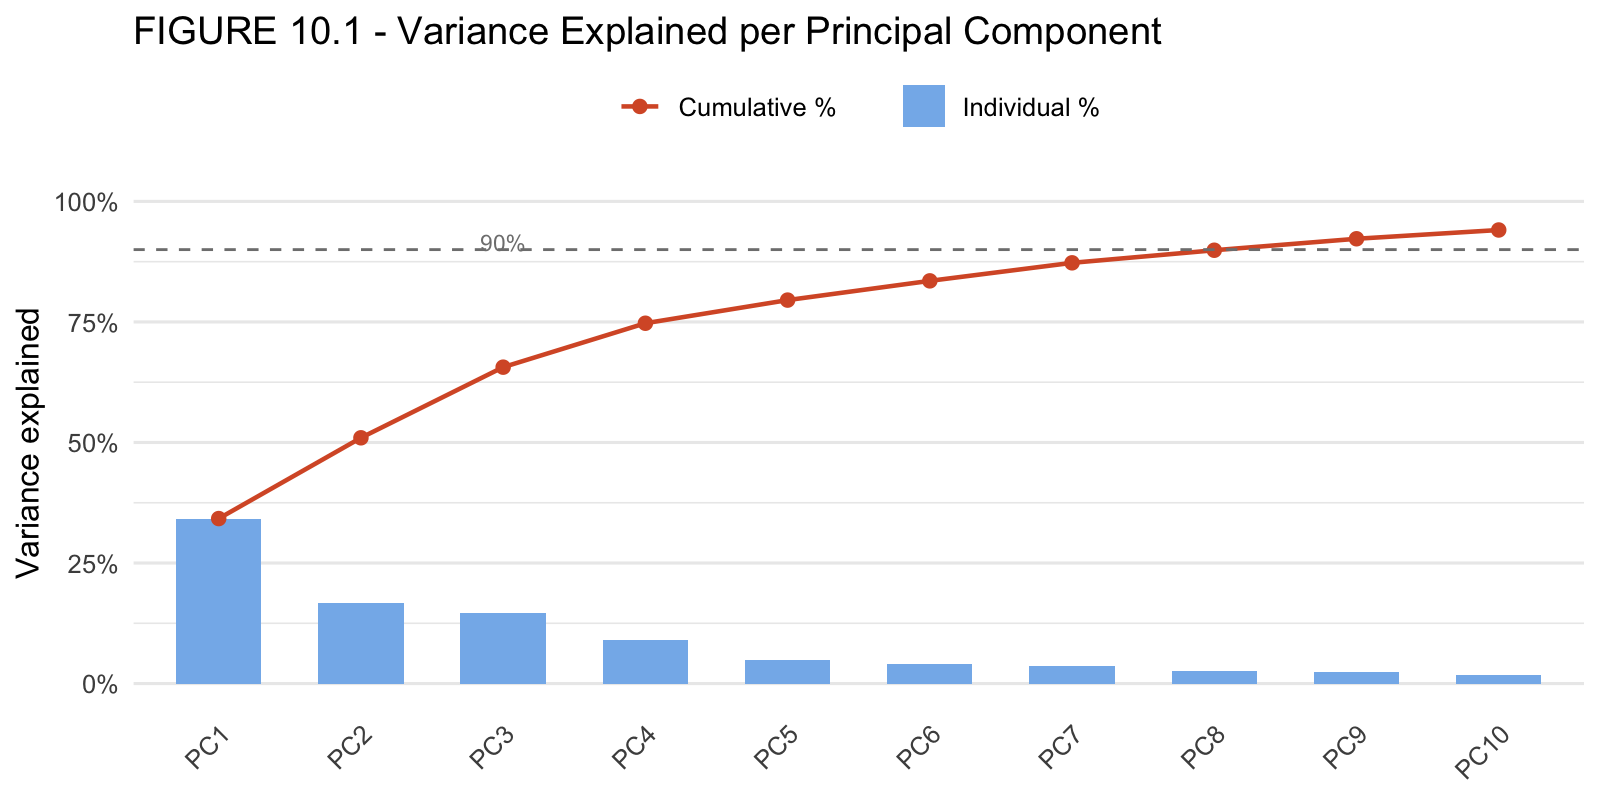 FIGURE 10.1 - Variance Explained per Principal Component
Cumulative %
Individual %
Variance explained
100%
90%
75%
50%
25%
0%
PC1
PC2
PC3
PC4
PC5
PC6
PC7
PC8
PC9
PC10